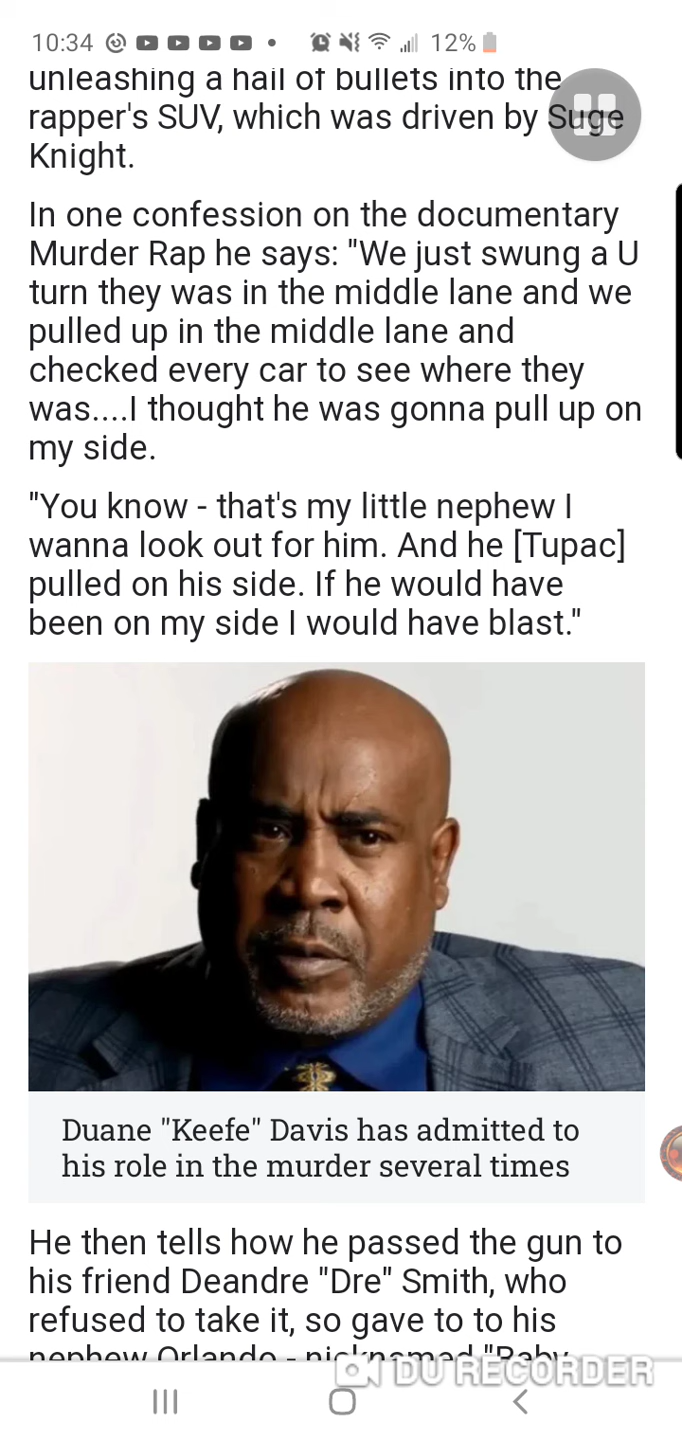 10:34 12%
unleashing a hail of bullets into the
rapper's SUV, which was driven by Suge
Knight.
In one confession on the documentary
Murder Rap he says: "We just swung a U
turn they was in the middle lane and we
pulled up in the middle lane and
checked every car to see where they
was....I thought he was gonna pull up on
my side.
"You know - that's my little nephew I
wanna look out for him. And he [Tupac]
pulled on his side. If he would have
been on my side I would have blast."
Duane "Keefe" Davis has admitted to
his role in the murder several times
He then tells how he passed the gun to
his friend Deandre "Dre" Smith, who
refused to take it, so gave to to his
nephew Orlando - nicknamed "Baby
DU RECORDER